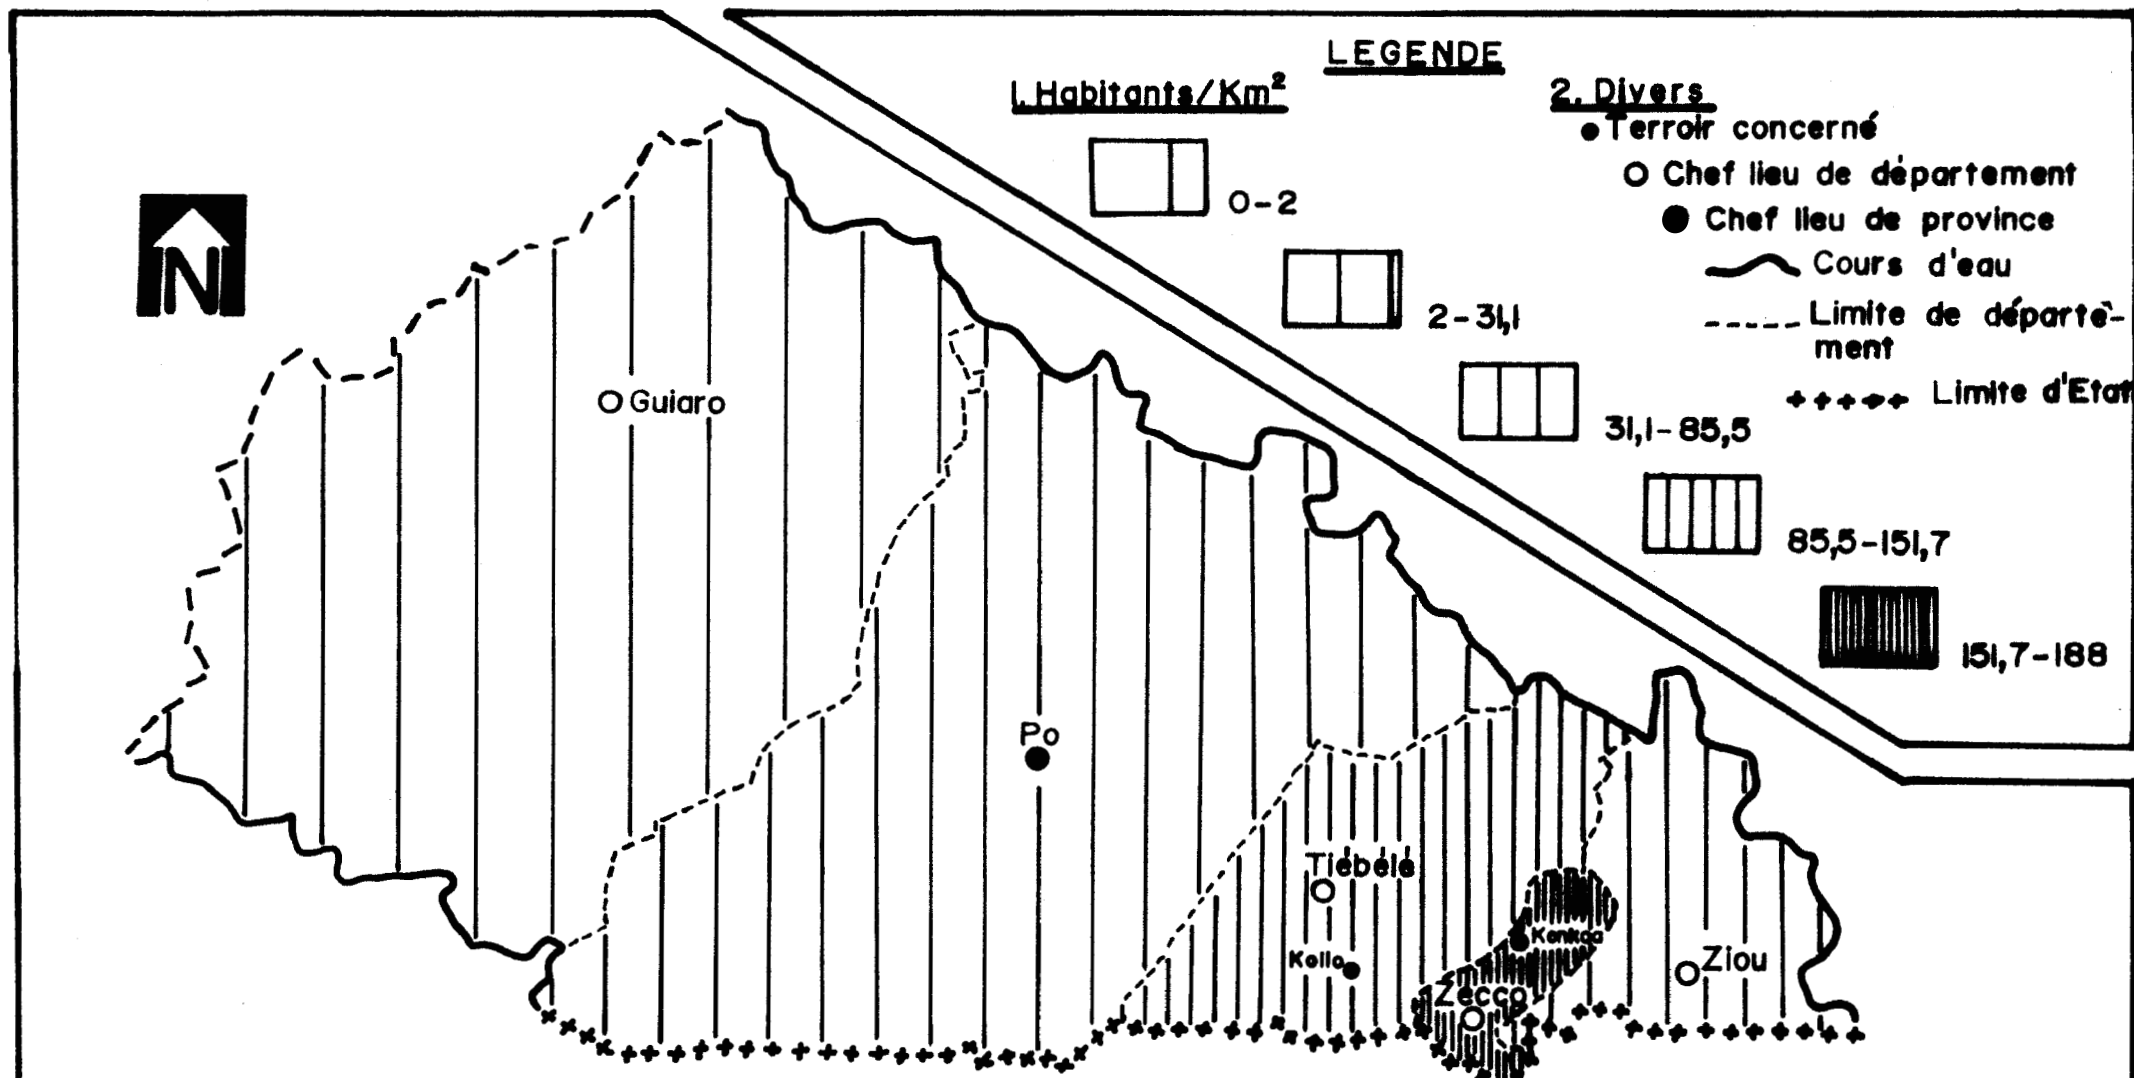 LEGENDE
1. Habitants/Km²
0-2
2-31,1
31,1-85,5
85,5-151,7
151,7-188
2. Divers
Terroir concerné
Chef lieu de département
Chef lieu de province
Cours d'eau
Limite de départe-
ment
Limite d'Etat
N
Guiaro
Po
Tiébélé
Kollo
Konkoa
Zecco
Ziou